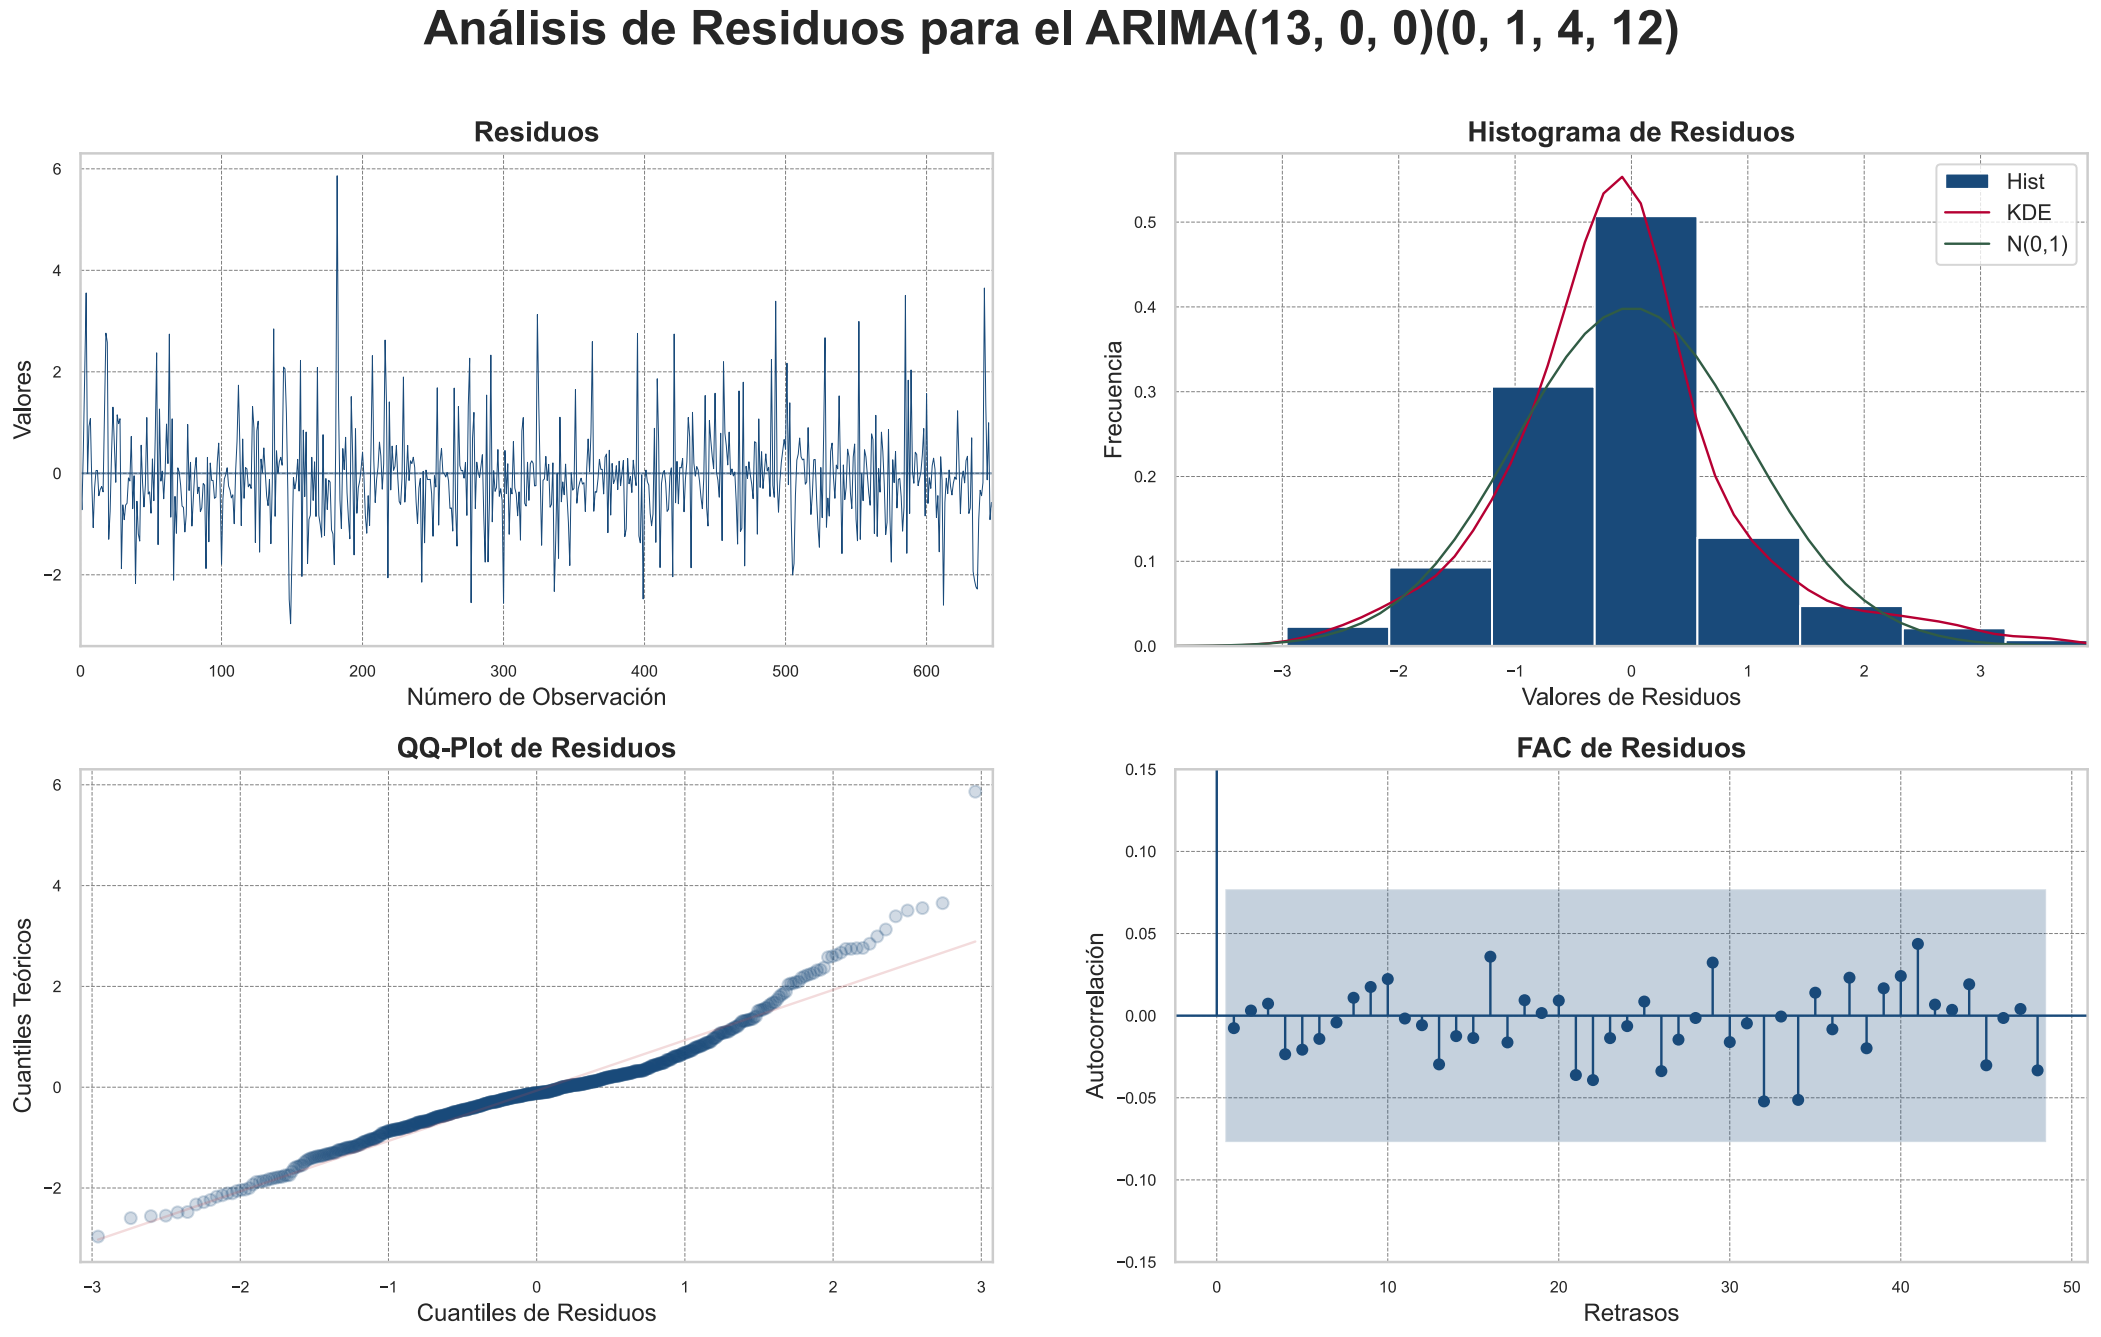 Análisis de Residuos para el ARIMA(13, 0, 0)(0, 1, 4, 12)
Residuos
Valores
6
4
2
0
−2
0 100 200 300 400 500 600
Número de Observación
Histograma de Residuos
Hist
KDE
N(0,1)
Frecuencia
0.5
0.4
0.3
0.2
0.1
0.0
−3 −2 −1 0 1 2 3
Valores de Residuos
QQ-Plot de Residuos
Cuantiles Teóricos
6
4
2
0
−2
−3 −2 −1 0 1 2 3
Cuantiles de Residuos
FAC de Residuos
Autocorrelación
0.15
0.10
0.05
0.00
−0.05
−0.10
−0.15
0 10 20 30 40 50
Retrasos